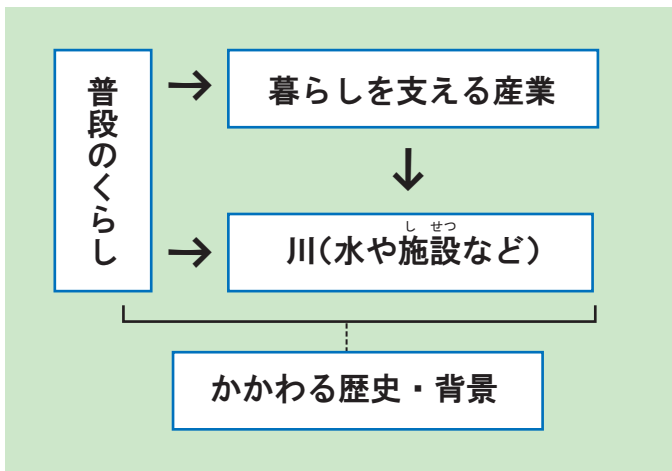 普段のくらし
→
暮らしを支える産業
↓
→
し せつ
川(水や施設など)
かかわる歴史・背景